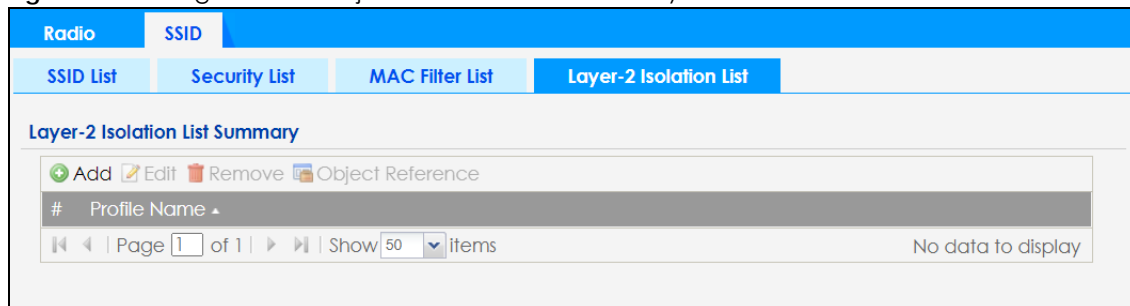 Radio SSID
SSID List Security List MAC Filter List Layer-2 Isolation List
Layer-2 Isolation List Summary
Add Edit Remove Object Reference
# Profile Name
Page 1 of 1 Show 50 items No data to display